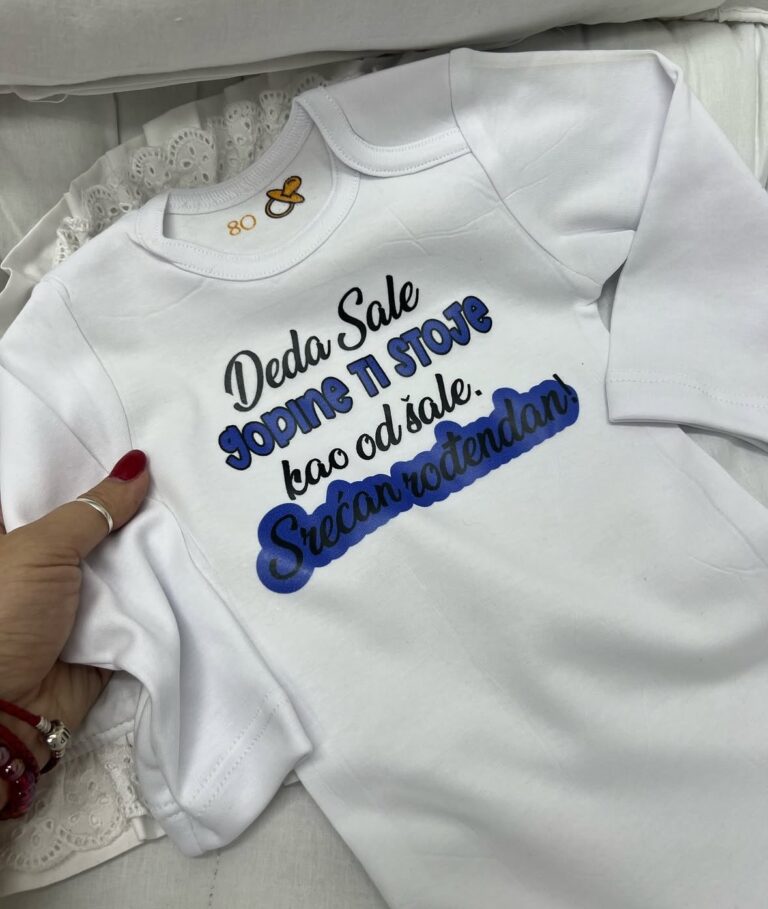 80
Deda Sale
godine ti stoje
kao od šale.
Srećan rođendan!